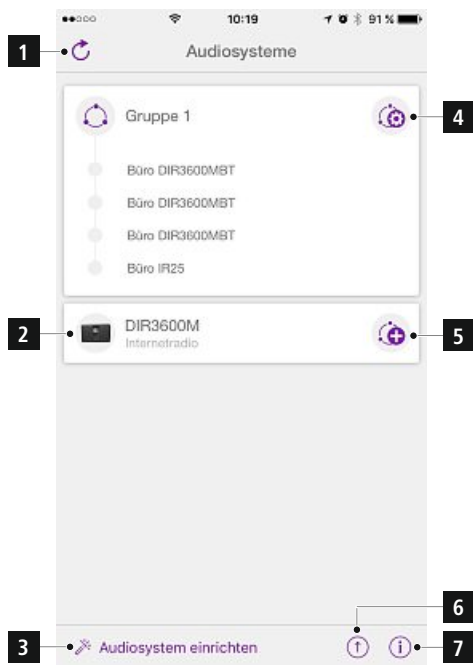 10:19 91 %
1 Audiosysteme
Gruppe 1 4
Büro DIR3600MBT
Büro DIR3600MBT
Büro DIR3600MBT
Büro IR25
2 DIR3600M 5
Internetradio
6
3 Audiosystem einrichten 7